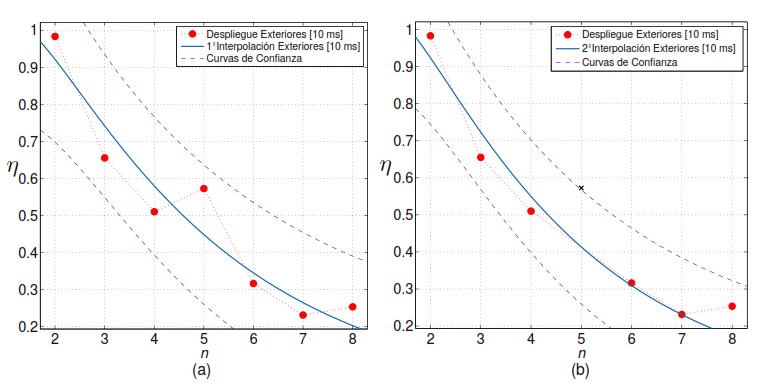 Despliegue Exteriores [10 ms]
1°Interpolación Exteriores [10 ms]
Curvas de Confianza
1
0.9
0.8
0.7
0.6
0.5
0.4
0.3
0.2
η
2 3 4 5 6 7 8
n
(a)
Despliegue Exteriores [10 ms]
2°Interpolación Exteriores [10 ms]
Curvas de Confianza
1
0.9
0.8
0.7
0.6
0.5
0.4
0.3
0.2
η
2 3 4 5 6 7 8
n
(b)